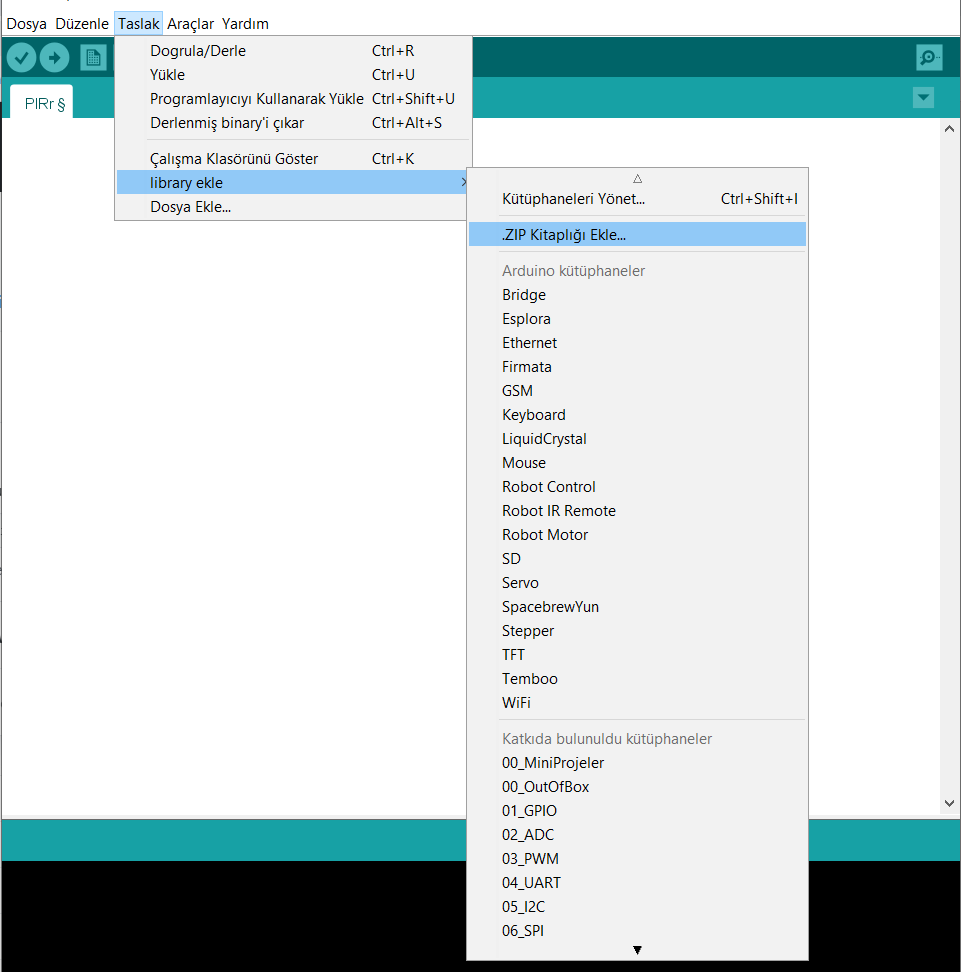 Dosya Düzenle Taslak Araçlar Yardım
PIRr §
Dogrula/Derle Ctrl+R
Yükle Ctrl+U
Programlayıcıyı Kullanarak Yükle Ctrl+Shift+U
Derlenmiş binary'i çıkar Ctrl+Alt+S
Çalışma Klasörünü Göster Ctrl+K
library ekle
Dosya Ekle...
Kütüphaneleri Yönet... Ctrl+Shift+I
.ZIP Kitaplığı Ekle...
Arduino kütüphaneler
Bridge
Esplora
Ethernet
Firmata
GSM
Keyboard
LiquidCrystal
Mouse
Robot Control
Robot IR Remote
Robot Motor
SD
Servo
SpacebrewYun
Stepper
TFT
Temboo
WiFi
Katkıda bulunuldu kütüphaneler
00_MiniProjeler
00_OutOfBox
01_GPIO
02_ADC
03_PWM
04_UART
05_I2C
06_SPI